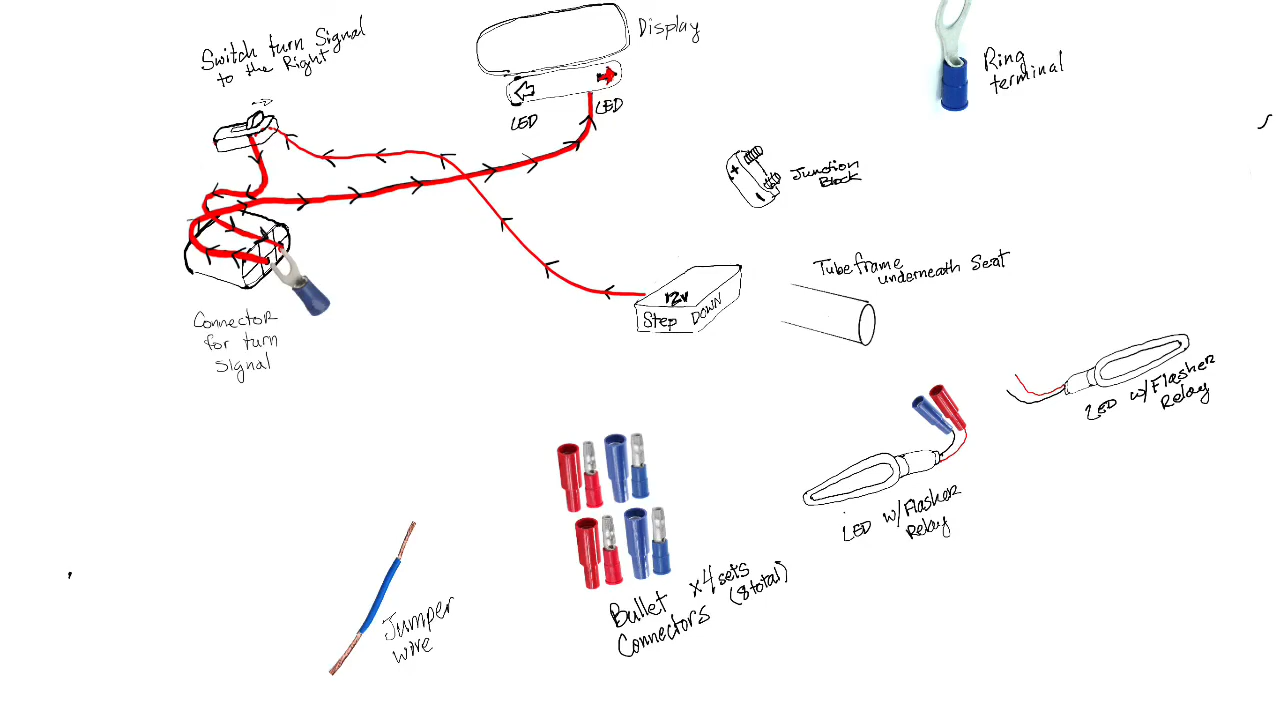 Switch turn Signal
to the Right
Display
LED
LED
Ring
terminal
Junction
Block
+
-
Tubeframe
underneath Seat
12v
Step DOWN
Connector
for turn
Signal
LED w/Flasher
Relay
LED w/Flasher
Relay
Bullet x4 sets
Connectors (8 total)
Jumper
wire